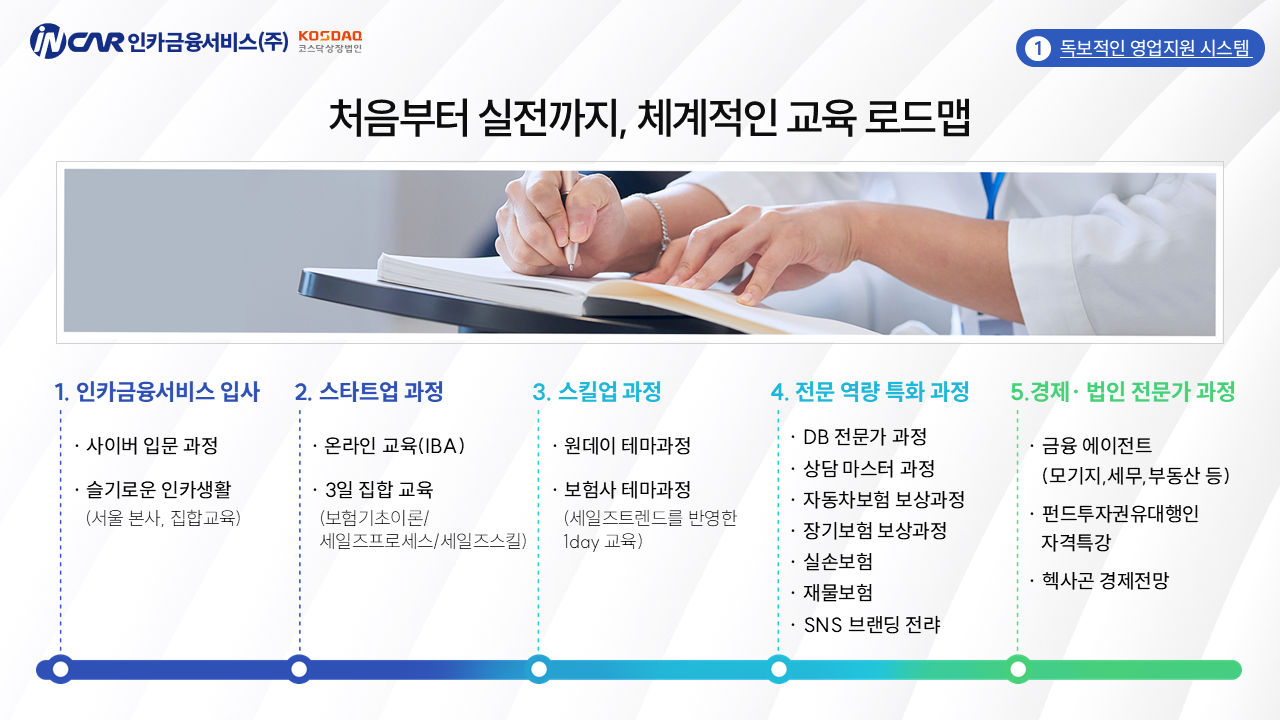 iNCAR 인카금융서비스(주)
KOSDAQ
코스닥상장법인
1 독보적인 영업지원 시스템
처음부터 실전까지, 체계적인 교육 로드맵
1. 인카금융서비스 입사
· 사이버 입문 과정
· 슬기로운 인카생활
(서울 본사, 집합교육)
2. 스타트업 과정
· 온라인 교육(IBA)
· 3일 집합 교육
(보험기초이론/
세일즈프로세스/세일즈스킬)
3. 스킬업 과정
· 원데이 테마과정
· 보험사 테마과정
(세일즈트렌드를 반영한
1day 교육)
4. 전문 역량 특화 과정
· DB 전문가 과정
· 상담 마스터 과정
· 자동차보험 보상과정
· 장기보험 보상과정
· 실손보험
· 재물보험
· SNS 브랜딩 전략
5.경제· 법인 전문가 과정
· 금융 에이전트
(모기지,세무,부동산 등)
· 펀드투자권유대행인
자격특강
· 헥사곤 경제전망